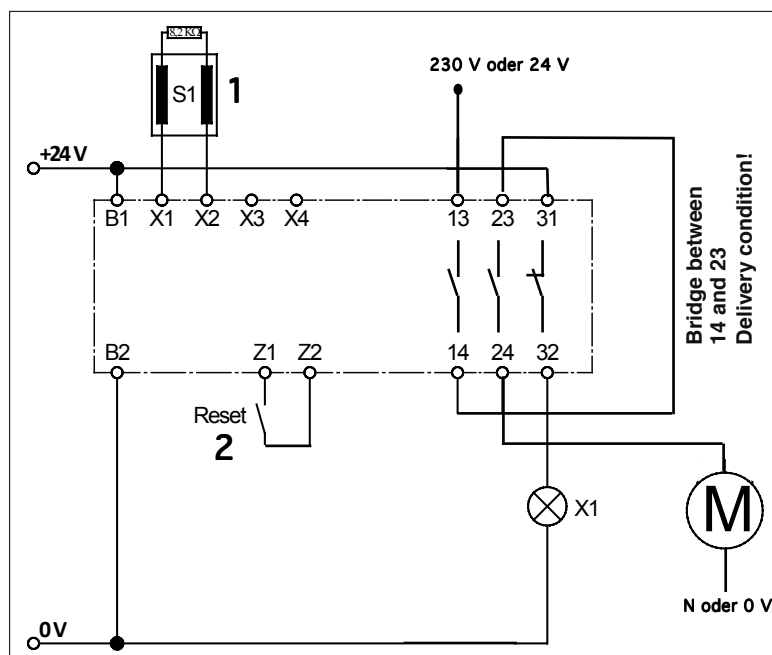 8,2 KΩ
S1
1
230 V oder 24 V
+24 V
B1 X1 X2 X3 X4 13 23 31
Bridge between
14 and 23
Delivery condition!
B2 Z1 Z2 14 24 32
Reset
2
X1
M
N oder 0 V
0 V